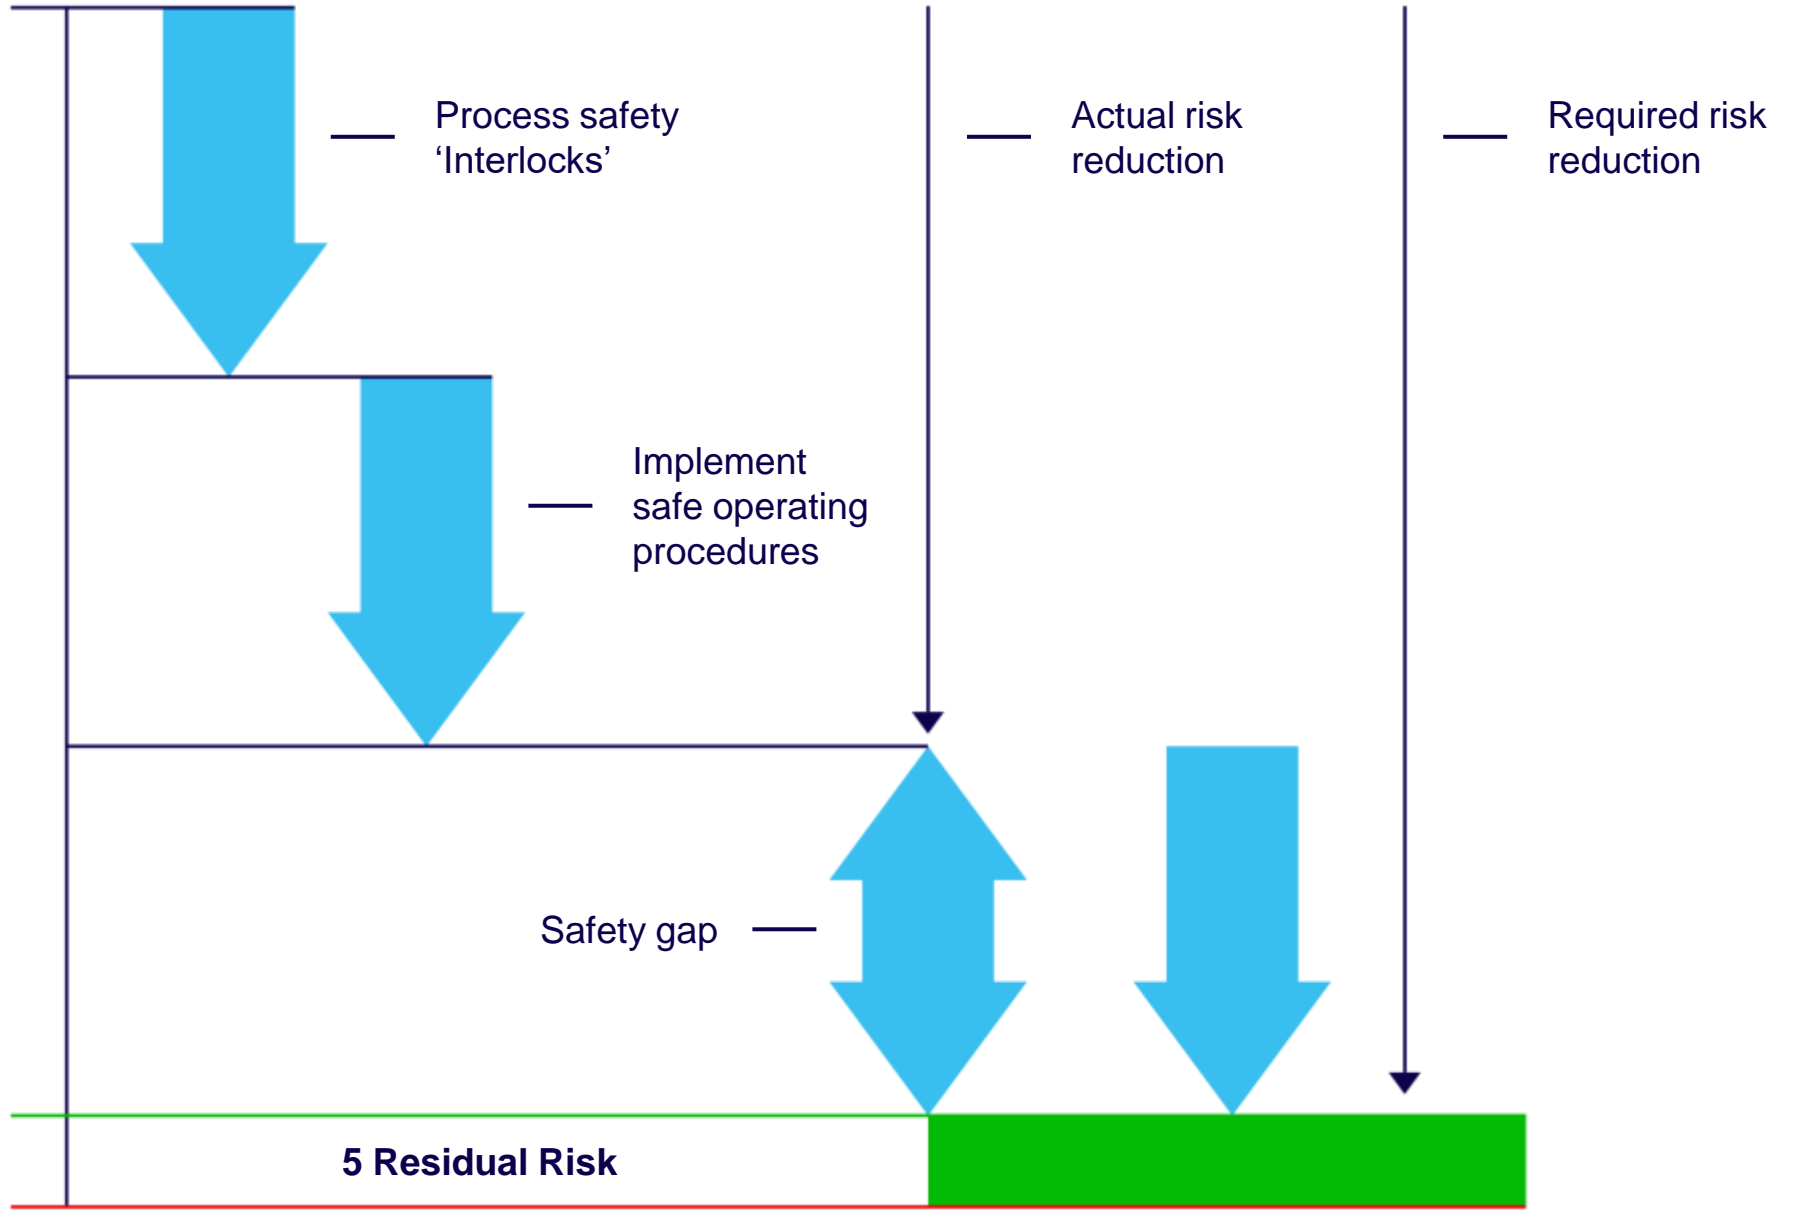 Process safety
‘Interlocks’
Actual risk
reduction
Required risk
reduction
Implement
safe operating
procedures
Safety gap
5 Residual Risk